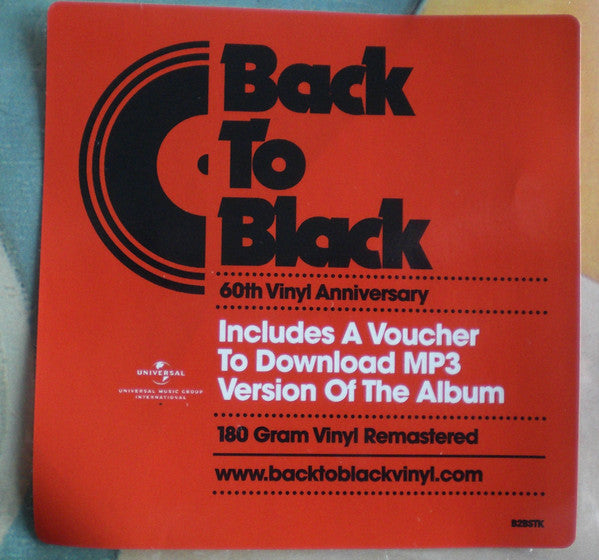 Back
To
Black
60th Vinyl Anniversary
Includes A Voucher
To Download MP3
Version Of The Album
UNIVERSAL
UNIVERSAL MUSIC GROUP
INTERNATIONAL
180 Gram Vinyl Remastered
www.backtoblackvinyl.com
B2BSTK